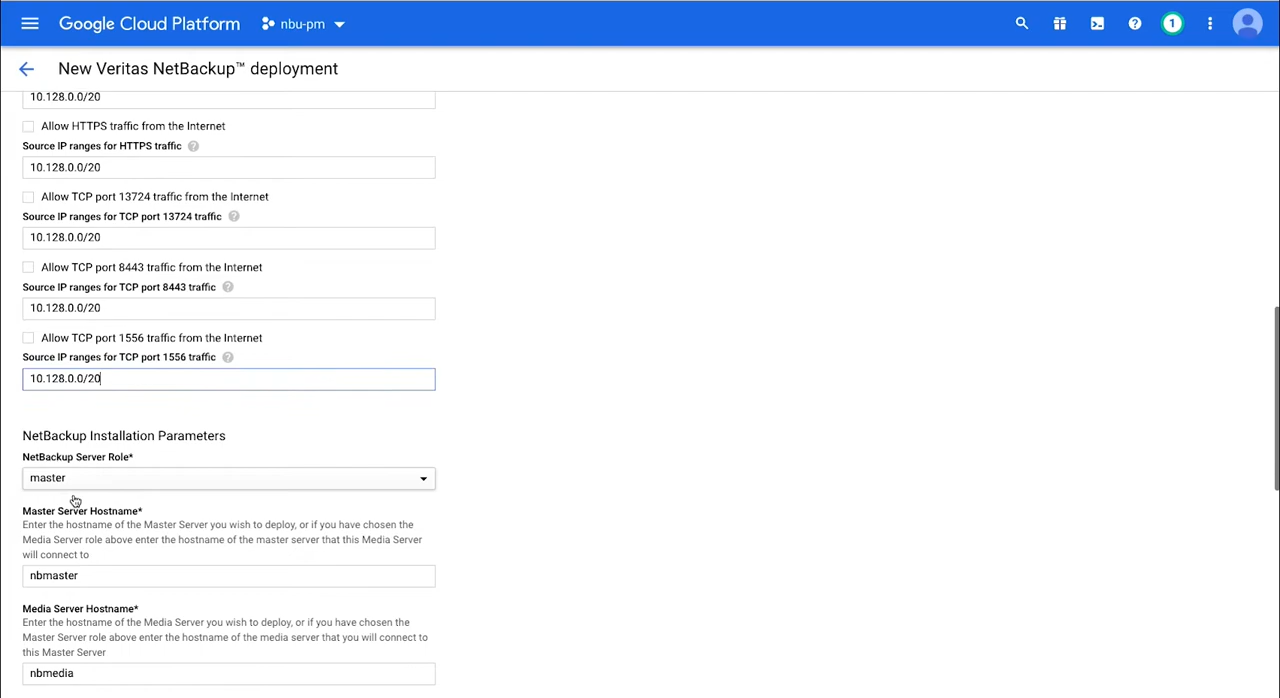 Google Cloud Platform nbu-pm 1
New Veritas NetBackup™ deployment
10.128.0.0/20
Allow HTTPS traffic from the Internet
Source IP ranges for HTTPS traffic ?
10.128.0.0/20
Allow TCP port 13724 traffic from the Internet
Source IP ranges for TCP port 13724 traffic ?
10.128.0.0/20
Allow TCP port 8443 traffic from the Internet
Source IP ranges for TCP port 8443 traffic ?
10.128.0.0/20
Allow TCP port 1556 traffic from the Internet
Source IP ranges for TCP port 1556 traffic ?
10.128.0.0/20
NetBackup Installation Parameters
NetBackup Server Role*
master
Master Server Hostname*
Enter the hostname of the Master Server you wish to deploy, or if you have chosen the
Media Server role above enter the hostname of the master server that this Media Server
will connect to
nbmaster
Media Server Hostname*
Enter the hostname of the Media Server you wish to deploy, or if you have chosen the
Master Server role above enter the hostname of the media server that you will connect to
this Master Server
nbmedia